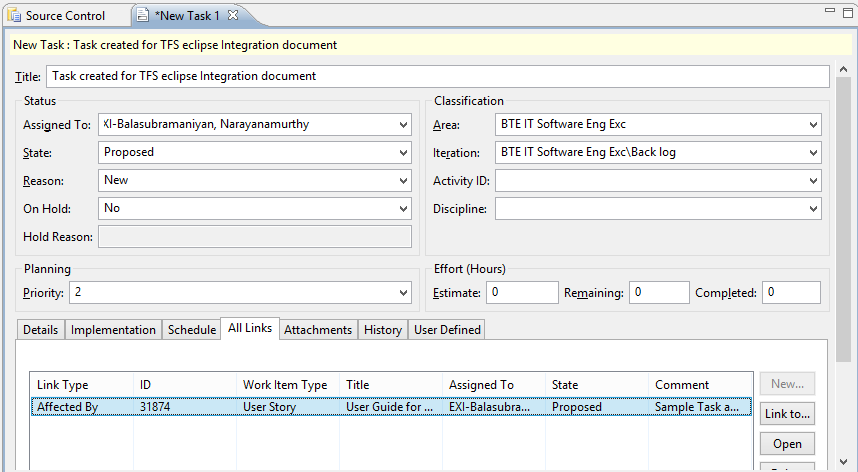 Source Control *New Task 1
New Task : Task created for TFS eclipse Integration document
Title: Task created for TFS eclipse Integration document
Status Classification
Assigned To: XI-Balasubramaniyan, Narayanamurthy Area: BTE IT Software Eng Exc
State: Proposed Iteration: BTE IT Software Eng Exc\Back log
Reason: New Activity ID:
On Hold: No Discipline:
Hold Reason:
Planning Effort (Hours)
Priority: 2 Estimate: 0 Remaining: 0 Completed: 0
Details Implementation Schedule All Links Attachments History User Defined
Link Type ID Work Item Type Title Assigned To State Comment New...
Affected By 31874 User Story User Guide for ... EXI-Balasubra... Proposed Sample Task a... Link to...
Open